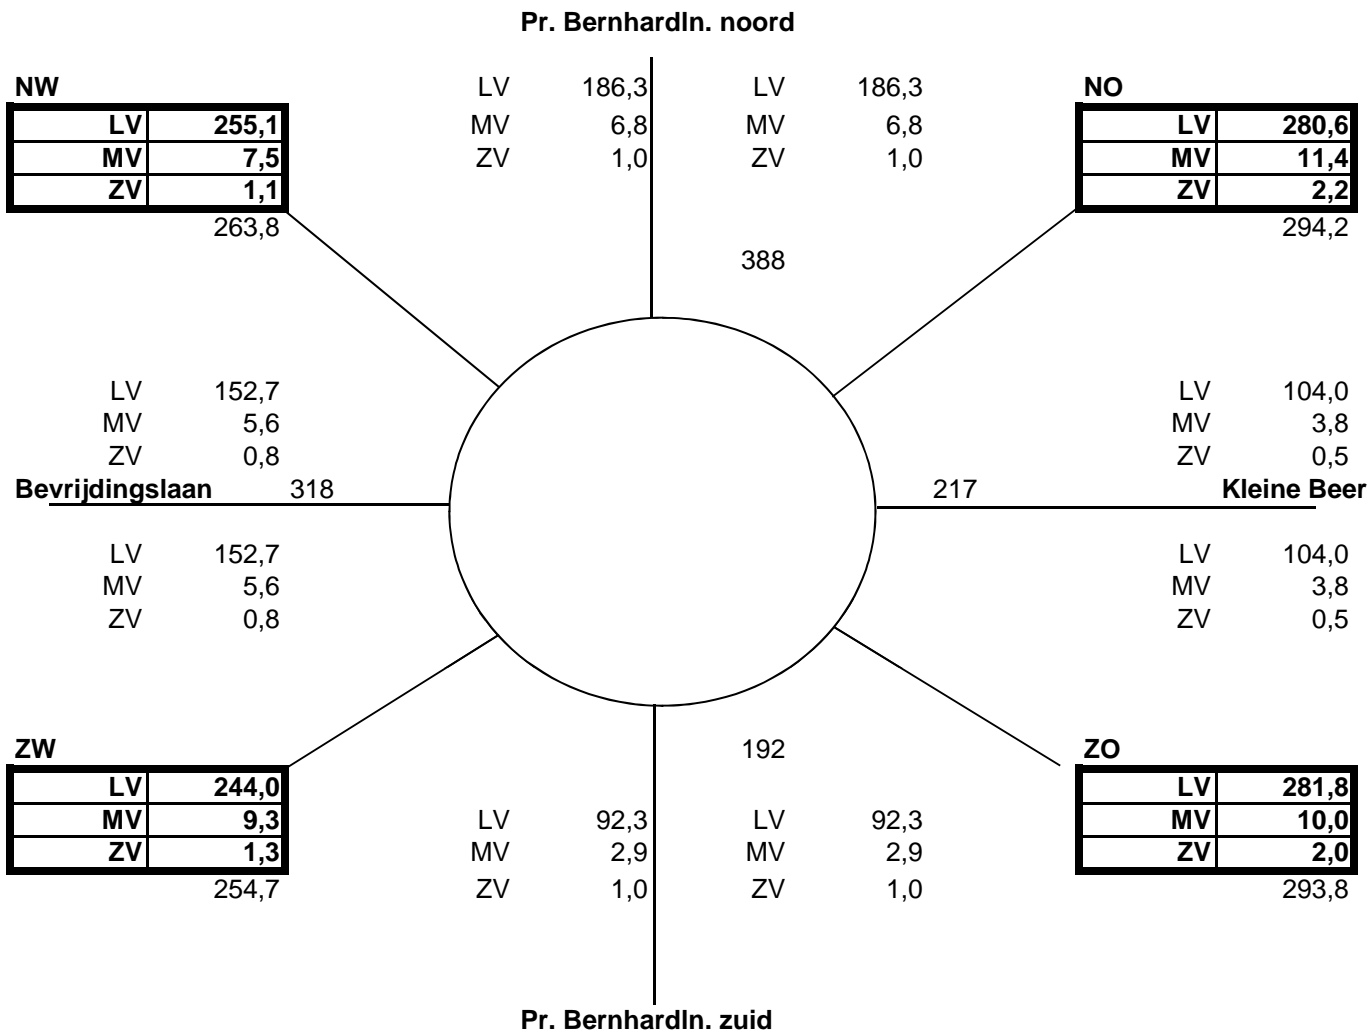 Pr. Bernhardln. noord
NW LV 186,3 LV 186,3 NO
LV 255,1 MV 6,8 MV 6,8 LV 280,6
MV 7,5 ZV 1,0 ZV 1,0 MV 11,4
ZV 1,1 ZV 2,2
263,8 294,2
388
LV 152,7 LV 104,0
MV 5,6 MV 3,8
ZV 0,8 ZV 0,5
Bevrijdingslaan 318 217 Kleine Beer
LV 152,7 LV 104,0
MV 5,6 MV 3,8
ZV 0,8 ZV 0,5
ZW 192 ZO
LV 244,0 LV 281,8
MV 9,3 LV 92,3 LV 92,3 MV 10,0
ZV 1,3 MV 2,9 MV 2,9 ZV 2,0
254,7 ZV 1,0 ZV 1,0 293,8
Pr. Bernhardln. zuid